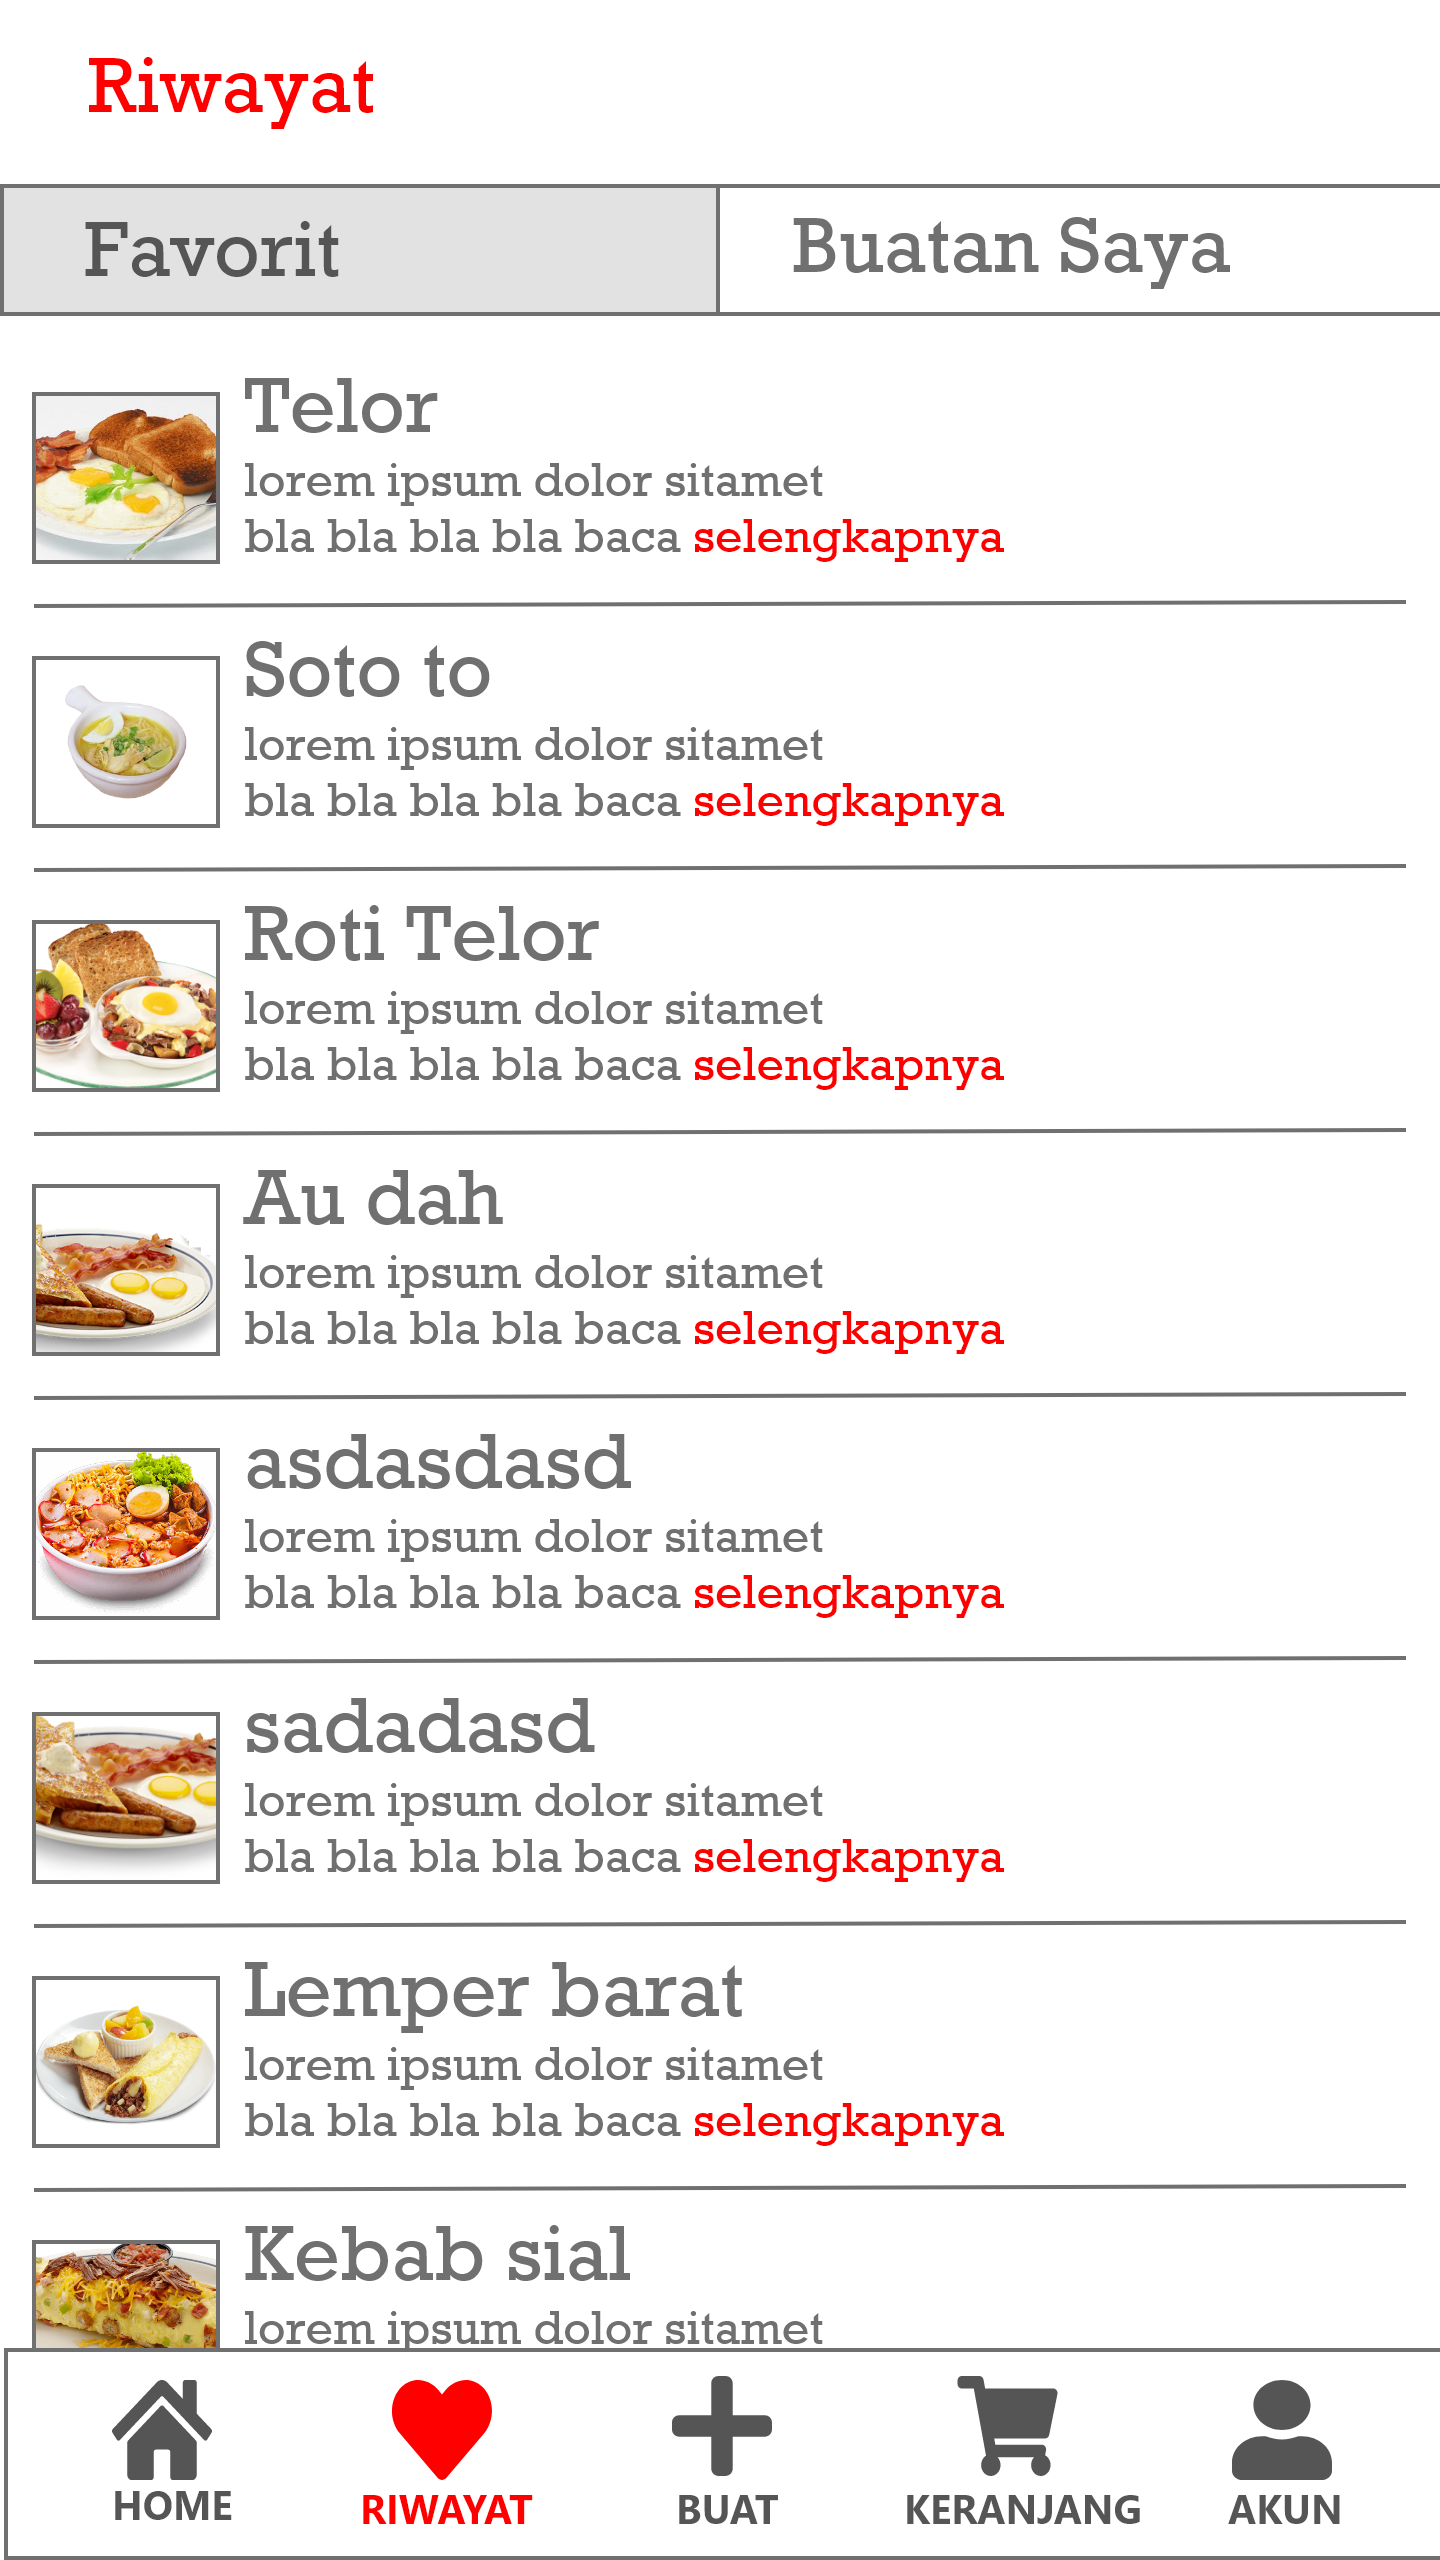 Riwayat
Favorit
Buatan Saya
Telor
lorem ipsum dolor sitamet
bla bla bla bla baca selengkapnya
Soto to
lorem ipsum dolor sitamet
bla bla bla bla baca selengkapnya
Roti Telor
lorem ipsum dolor sitamet
bla bla bla bla baca selengkapnya
Au dah
lorem ipsum dolor sitamet
bla bla bla bla baca selengkapnya
asdasdasd
lorem ipsum dolor sitamet
bla bla bla bla baca selengkapnya
sadadasd
lorem ipsum dolor sitamet
bla bla bla bla baca selengkapnya
Lemper barat
lorem ipsum dolor sitamet
bla bla bla bla baca selengkapnya
Kebab sial
lorem ipsum dolor sitamet
HOME
RIWAYAT
BUAT
KERANJANG
AKUN